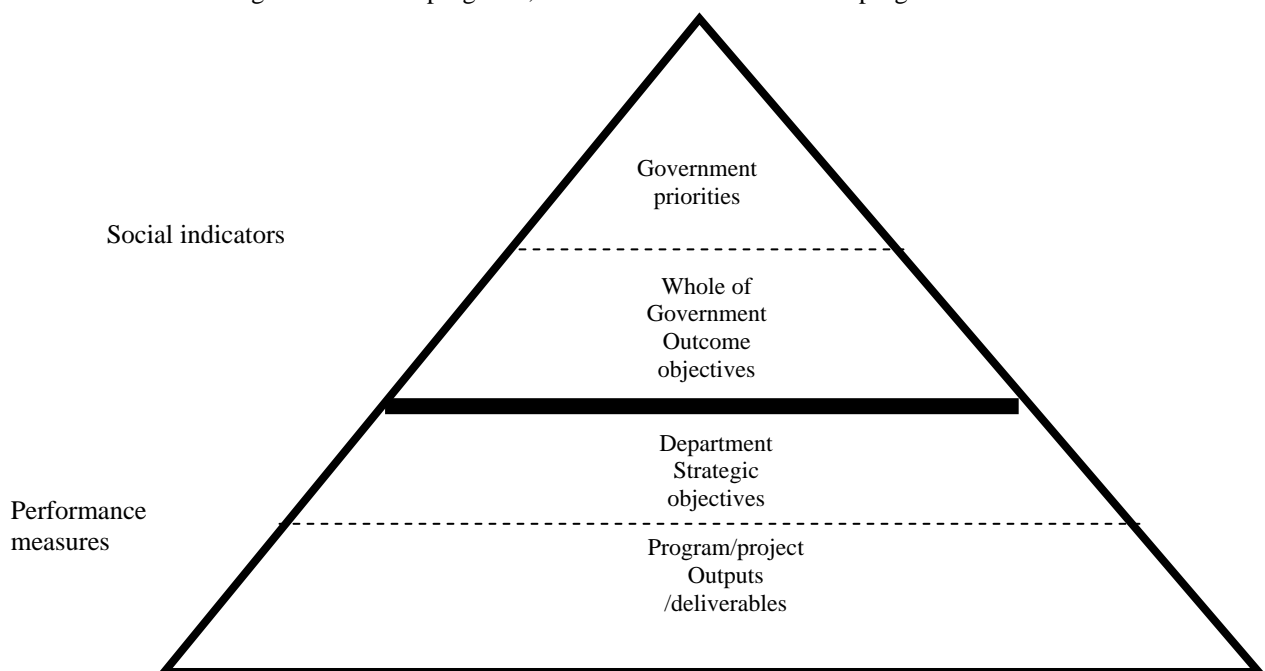 Government
priorities
Social indicators
Whole of
Government
Outcome
objectives
Department
Strategic
objectives
Performance
measures
Program/project
Outputs
/deliverables